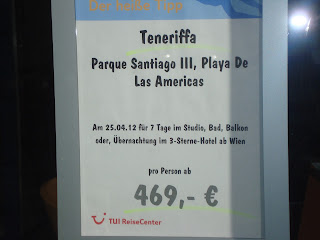 Der heiße Tipp
Teneriffa
Parque Santiago III, Playa De
Las Americas
Am 25.04.12 für 7 Tage im Studio, Bad, Balkon
oder, Übernachtung im 3-Sterne-Hotel ab Wien
pro Person ab
469,- €
TUI ReiseCenter